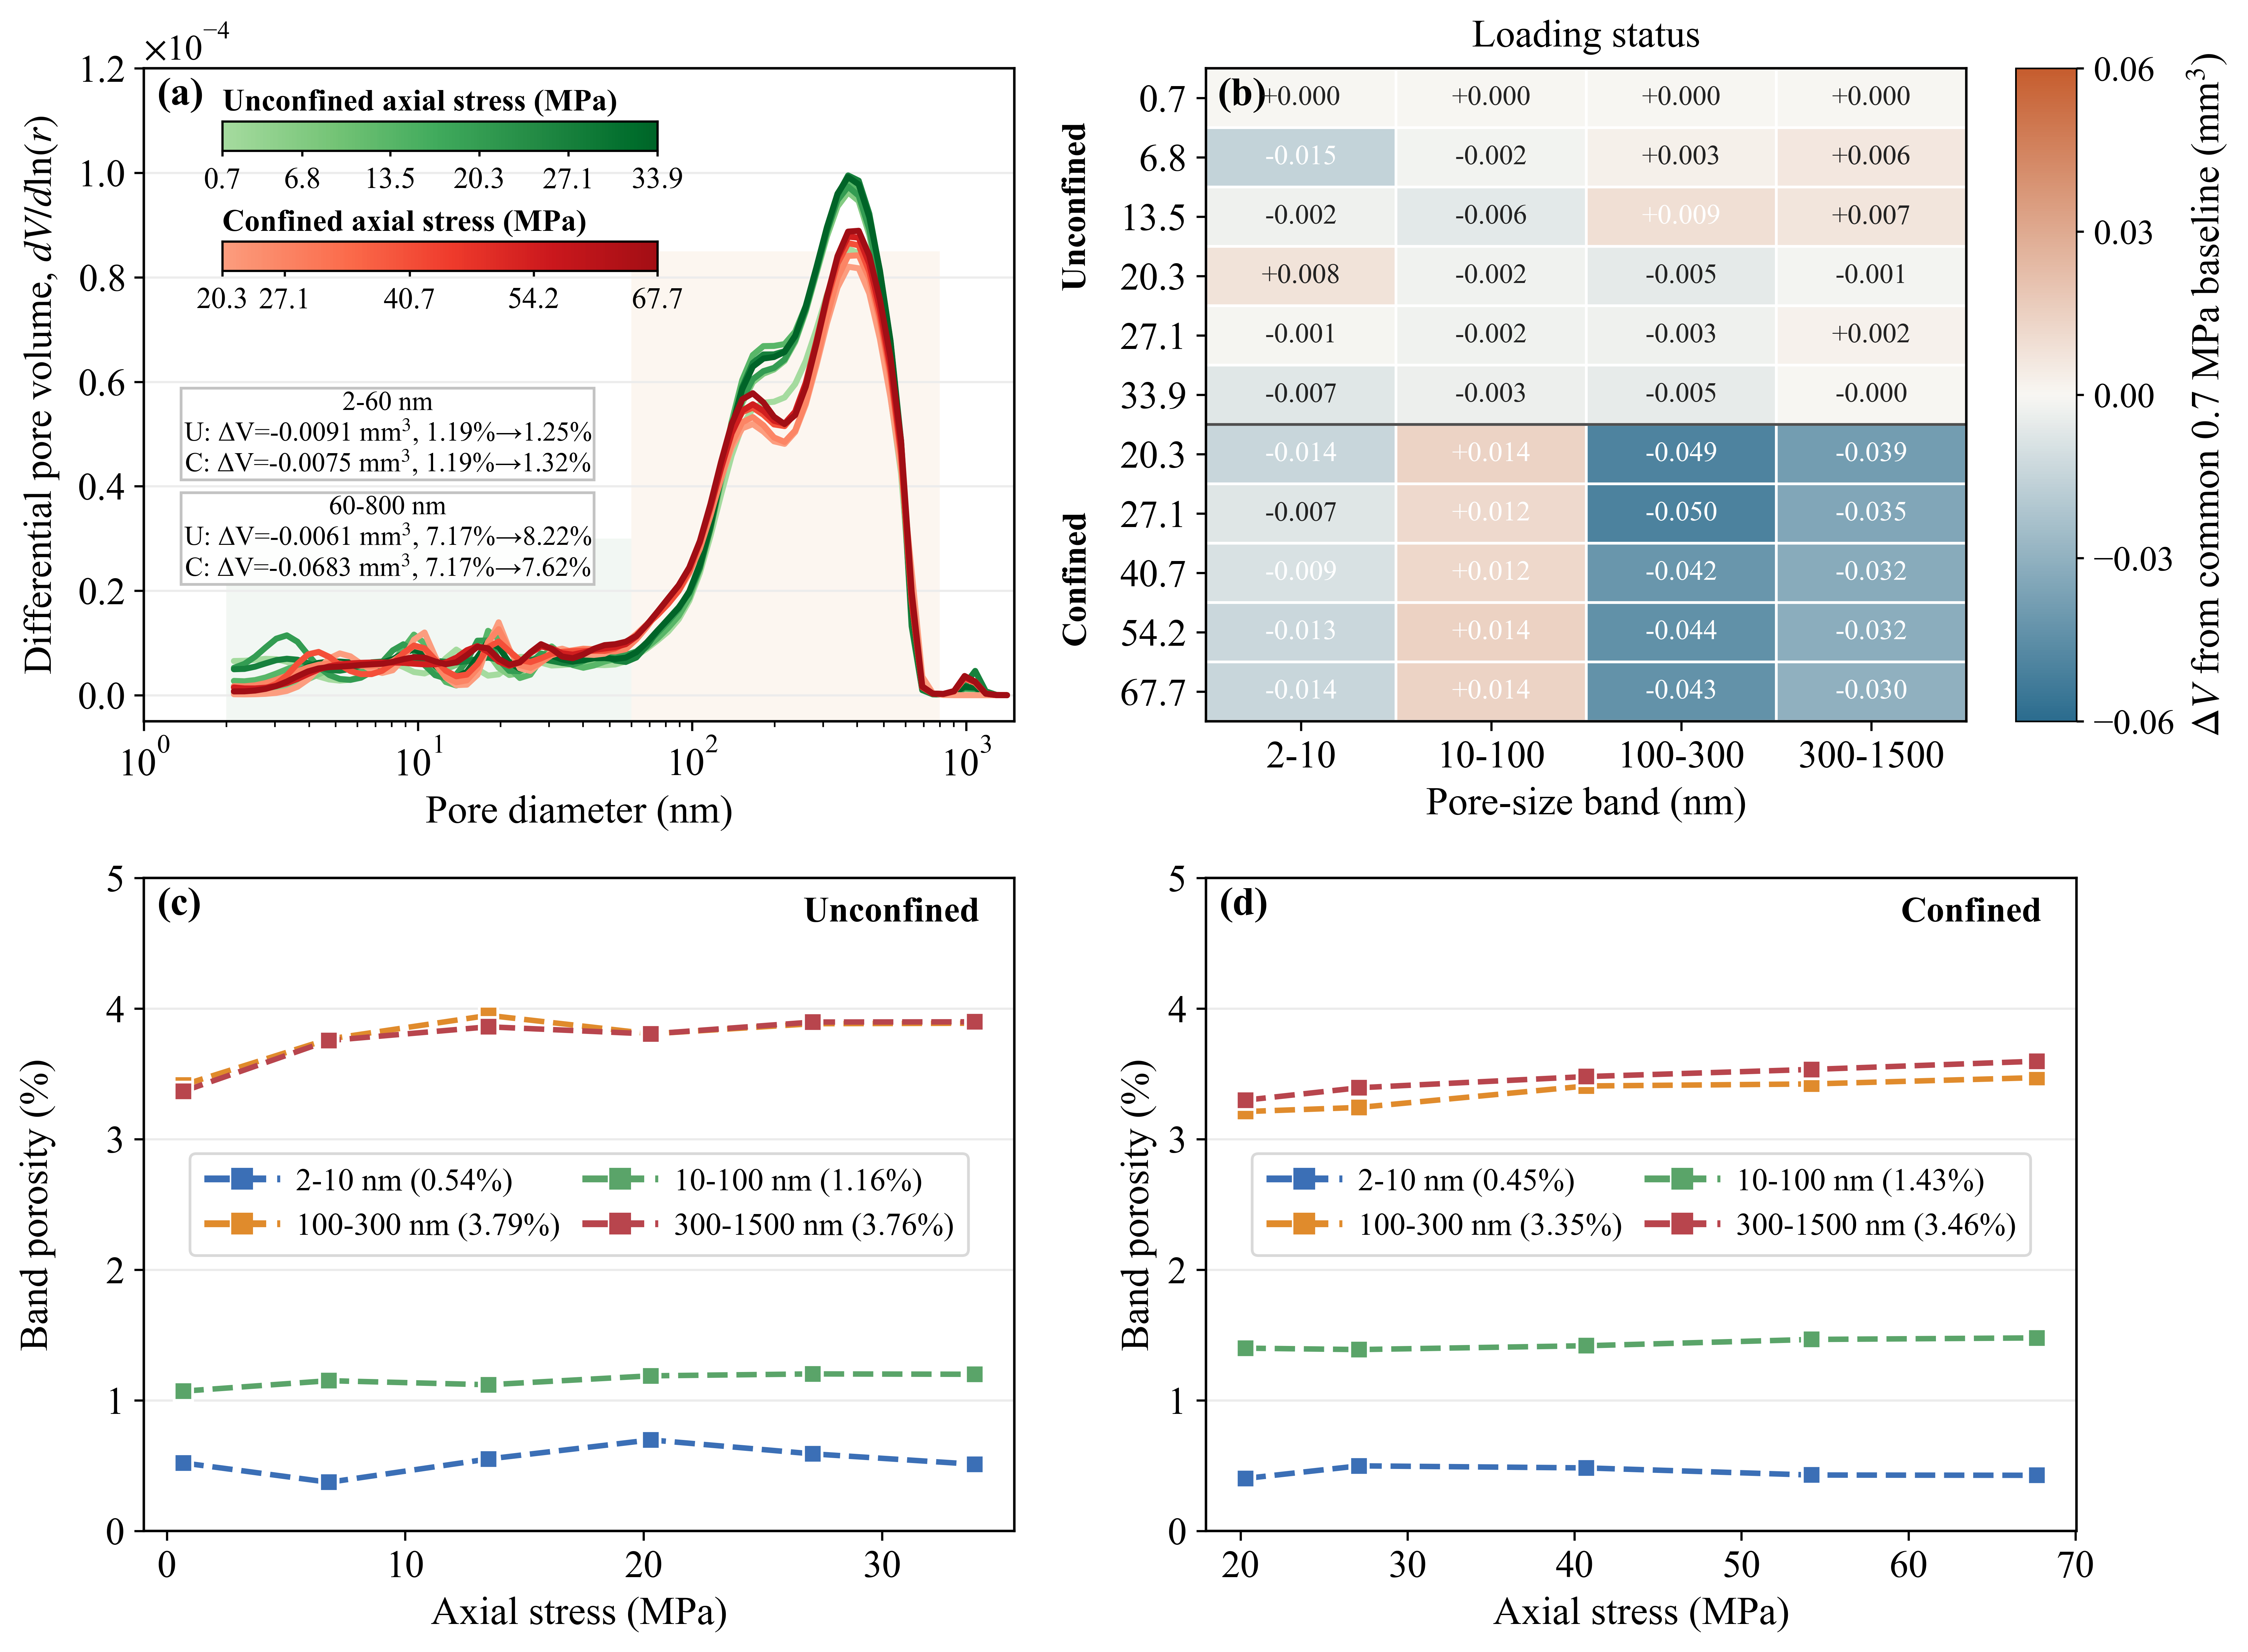 ×10⁻⁴
(a)
Unconfined axial stress (MPa)
0.7 6.8 13.5 20.3 27.1 33.9
Confined axial stress (MPa)
20.3 27.1 40.7 54.2 67.7
2-60 nm
U: ΔV=-0.0091 mm³, 1.19%→1.25%
C: ΔV=-0.0075 mm³, 1.19%→1.32%
60-800 nm
U: ΔV=-0.0061 mm³, 7.17%→8.22%
C: ΔV=-0.0683 mm³, 7.17%→7.62%
1.2
1.0
0.8
0.6
0.4
0.2
0.0
Differential pore volume, dV/dln(r)
10⁰ 10¹ 10² 10³
Pore diameter (nm)
Loading status
(b)
Unconfined
0.7 +0.000 +0.000 +0.000 +0.000
6.8 -0.015 -0.002 +0.003 +0.006
13.5 -0.002 -0.006 +0.009 +0.007
20.3 +0.008 -0.002 -0.005 -0.001
27.1 -0.001 -0.002 -0.003 +0.002
33.9 -0.007 -0.003 -0.005 -0.000
Confined
20.3 -0.014 +0.014 -0.049 -0.039
27.1 -0.007 +0.012 -0.050 -0.035
40.7 -0.009 +0.012 -0.042 -0.032
54.2 -0.013 +0.014 -0.044 -0.032
67.7 -0.014 +0.014 -0.043 -0.030
2-10 10-100 100-300 300-1500
Pore-size band (nm)
0.06
0.03
0.00
−0.03
−0.06
ΔV from common 0.7 MPa baseline (mm³)
(c)
Unconfined
5
4
3
2
1
0
Band porosity (%)
2-10 nm (0.54%) 10-100 nm (1.16%)
100-300 nm (3.79%) 300-1500 nm (3.76%)
0 10 20 30
Axial stress (MPa)
(d)
Confined
5
4
3
2
1
0
Band porosity (%)
2-10 nm (0.45%) 10-100 nm (1.43%)
100-300 nm (3.35%) 300-1500 nm (3.46%)
20 30 40 50 60 70
Axial stress (MPa)